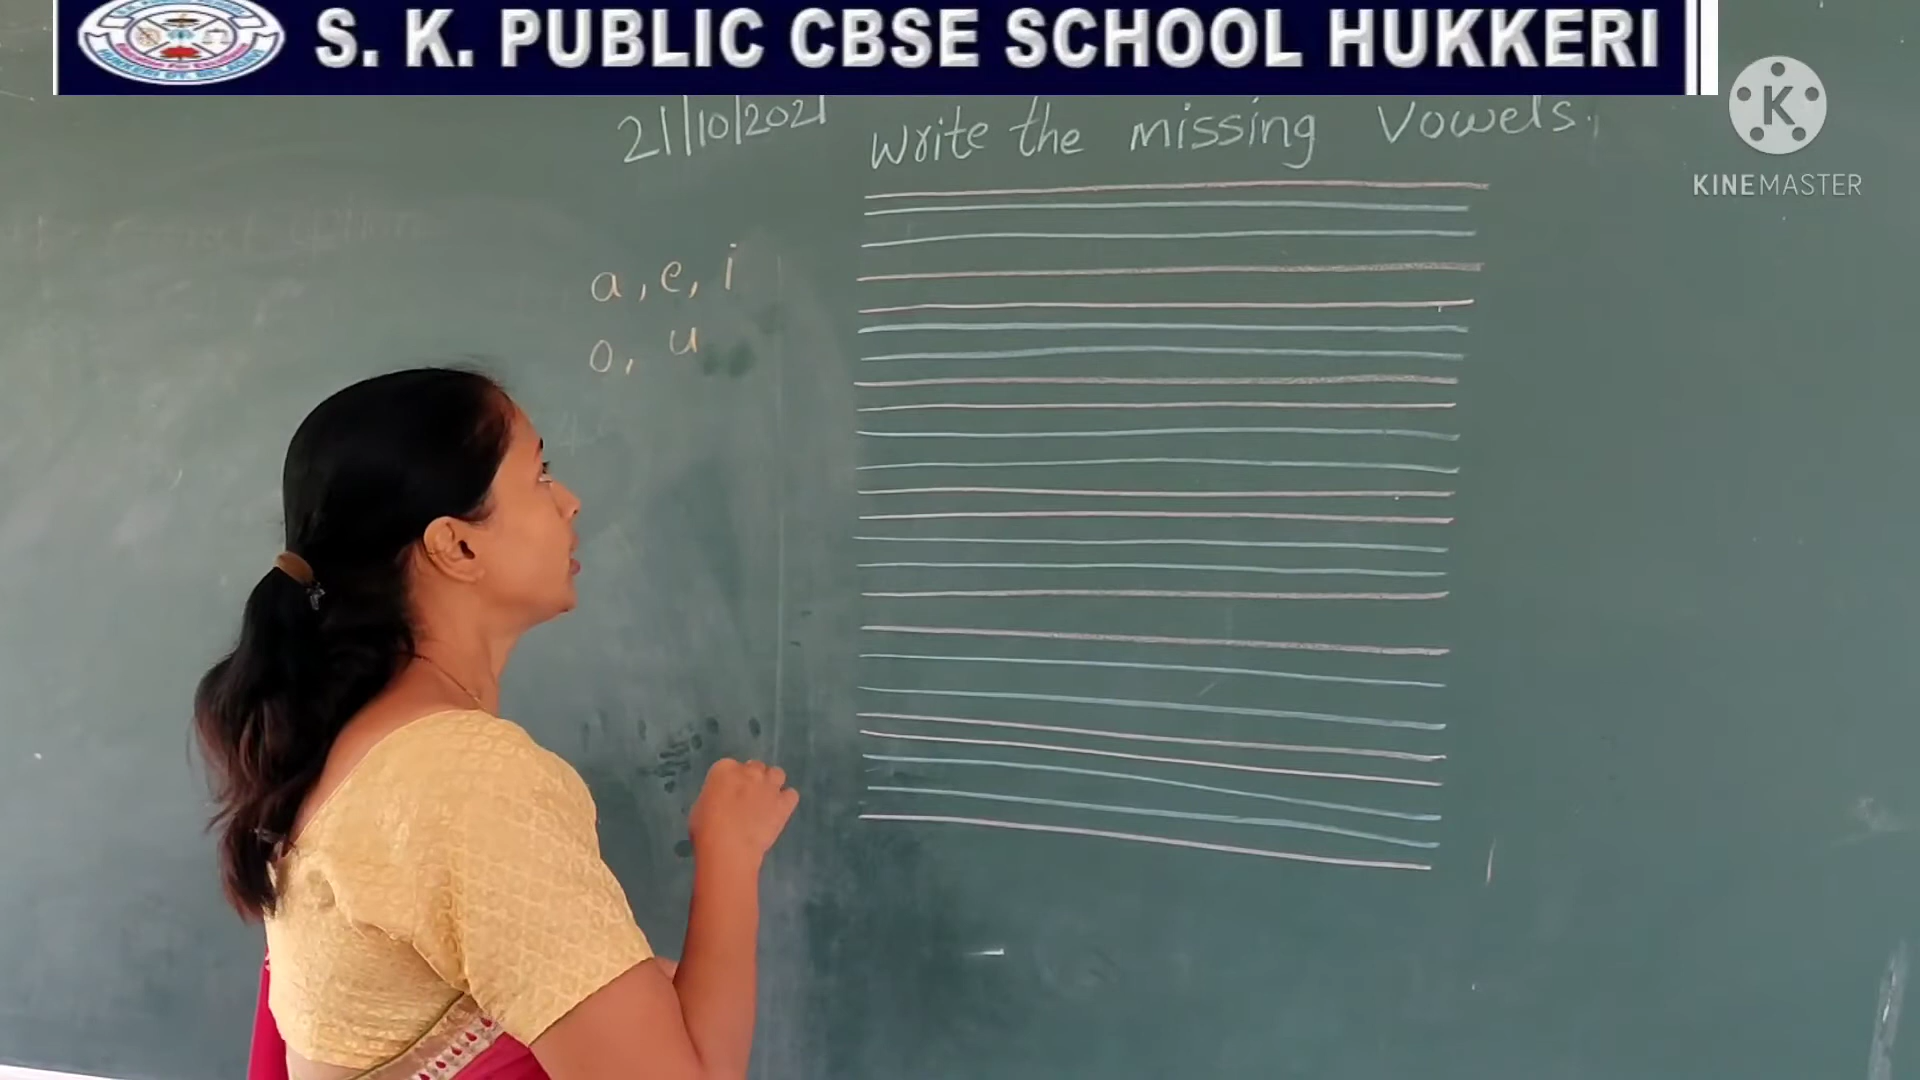 S. K. PUBLIC CBSE SCHOOL HUKKERI
K
KINEMASTER
21/10/2021 Write the missing Vowels.
a, e, i
o, u